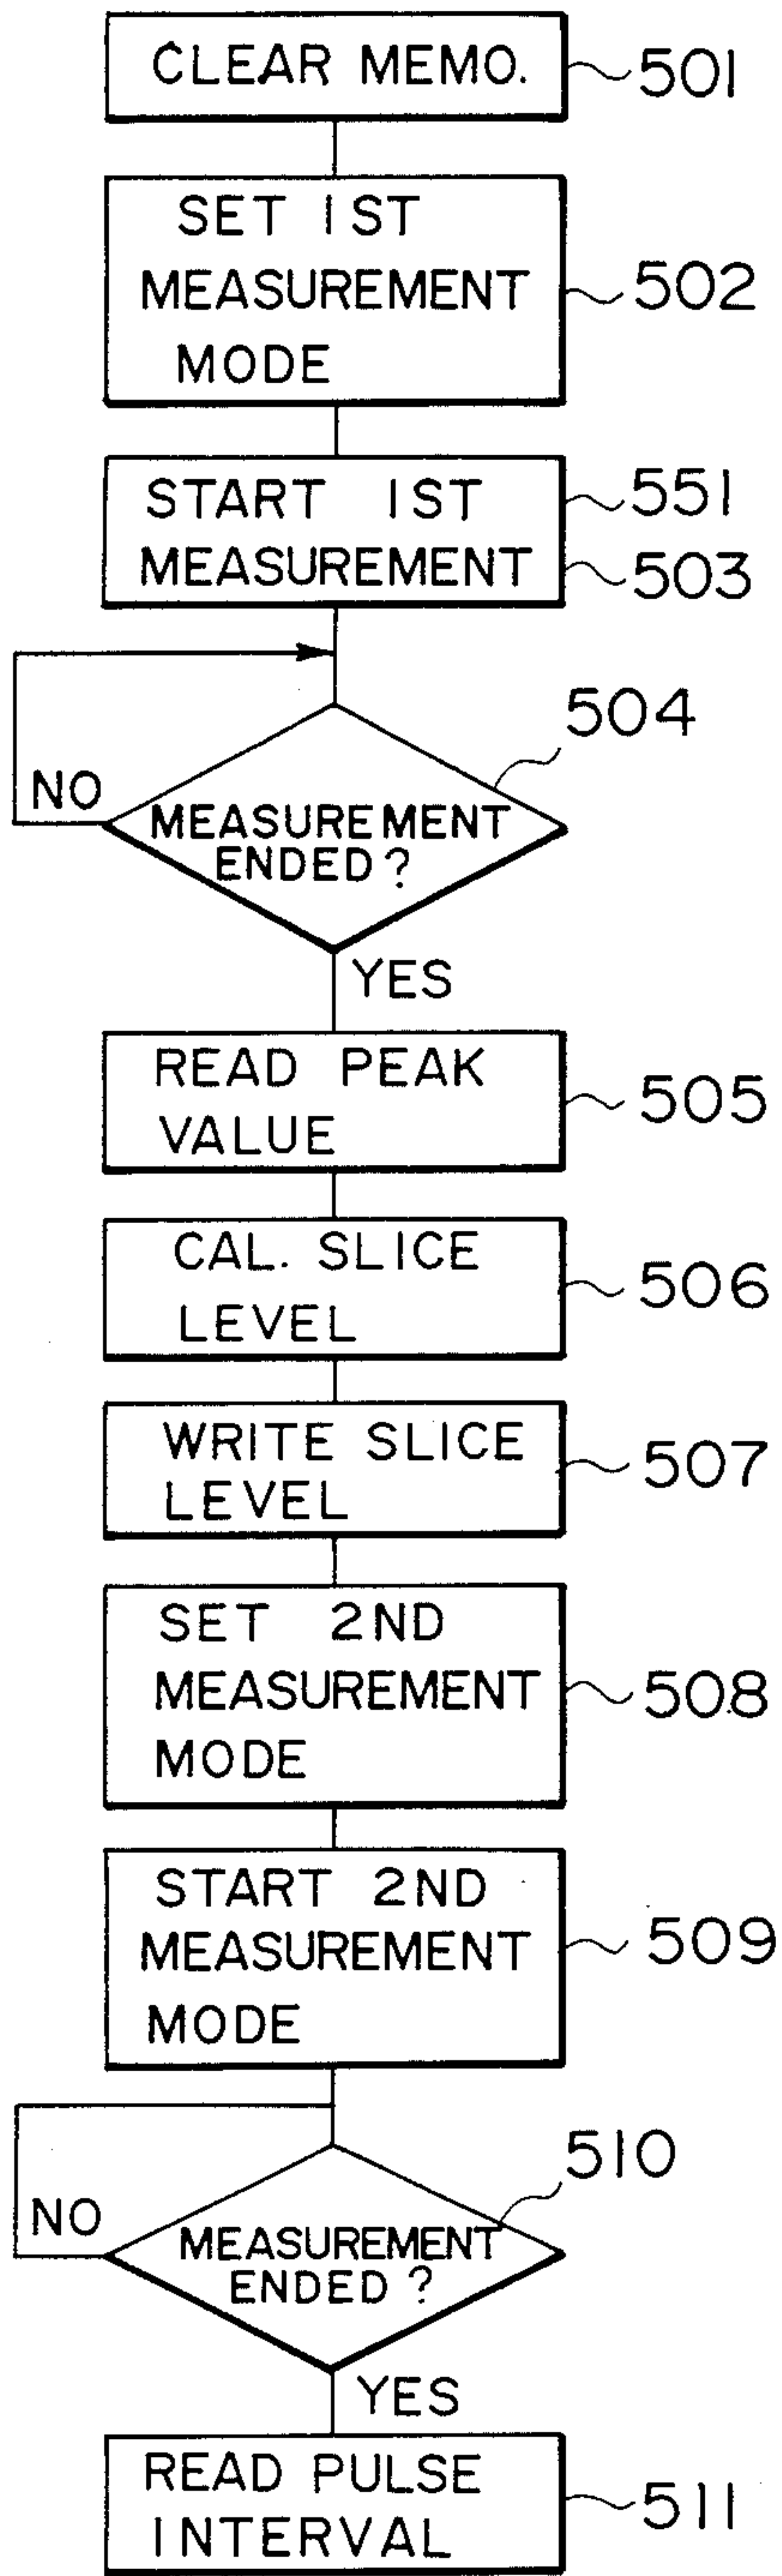 CLEAR MEMO.
501
SET 1ST
MEASUREMENT
MODE
502
START 1ST
MEASUREMENT
551
503
504
NO
MEASUREMENT
ENDED?
YES
READ PEAK
VALUE
505
CAL. SLICE
LEVEL
506
WRITE SLICE
LEVEL
507
SET 2ND
MEASUREMENT
MODE
508
START 2ND
MEASUREMENT
MODE
509
510
NO
MEASUREMENT
ENDED?
YES
READ PULSE
INTERVAL
511